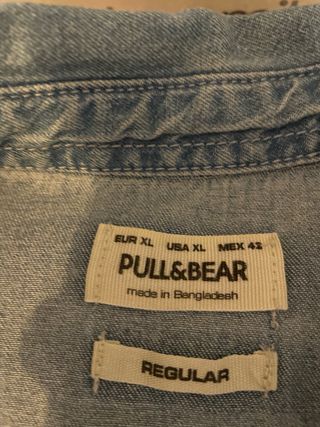 EUR XL USA XL MEX 42
PULL&BEAR
made in Bangladesh
REGULAR